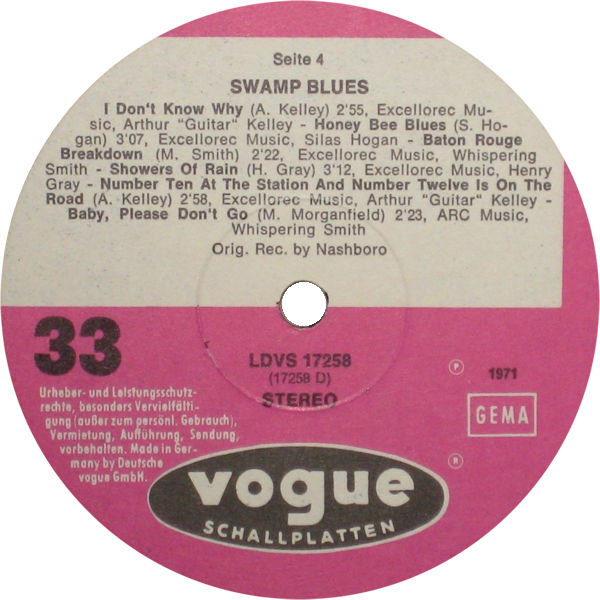 Seite 4
SWAMP BLUES
I Don't Know Why (A. Kelley) 2'55, Excellorec Mu-
sic, Arthur "Guitar" Kelley - Honey Bee Blues (S. Ho-
gan) 3'07, Excellorec Music, Silas Hogan - Baton Rouge
Breakdown (M. Smith) 2'22, Excellorec Music, Whispering
Smith - Showers Of Rain (H. Gray) 3'12, Excellorec Music, Henry
Gray - Number Ten At The Station And Number Twelve Is On The
Road (A. Kelley) 2'58, Excellorec Music, Arthur "Guitar" Kelley -
Baby, Please Don't Go (M. Morganfield) 2'23, ARC Music,
Whispering Smith
Orig. Rec. by Nashboro
33
LDVS 17258
(17258 D)
STEREO
℗ 1971
GEMA
Urheber- und Leistungsschutz-
rechte, besonders Vervielfälti-
gung (außer zum persönl. Gebrauch),
Vermietung, Aufführung, Sendung,
vorbehalten. Made in Ger-
many by Deutsche
vogue GmbH.
®
vogue
SCHALLPLATTEN